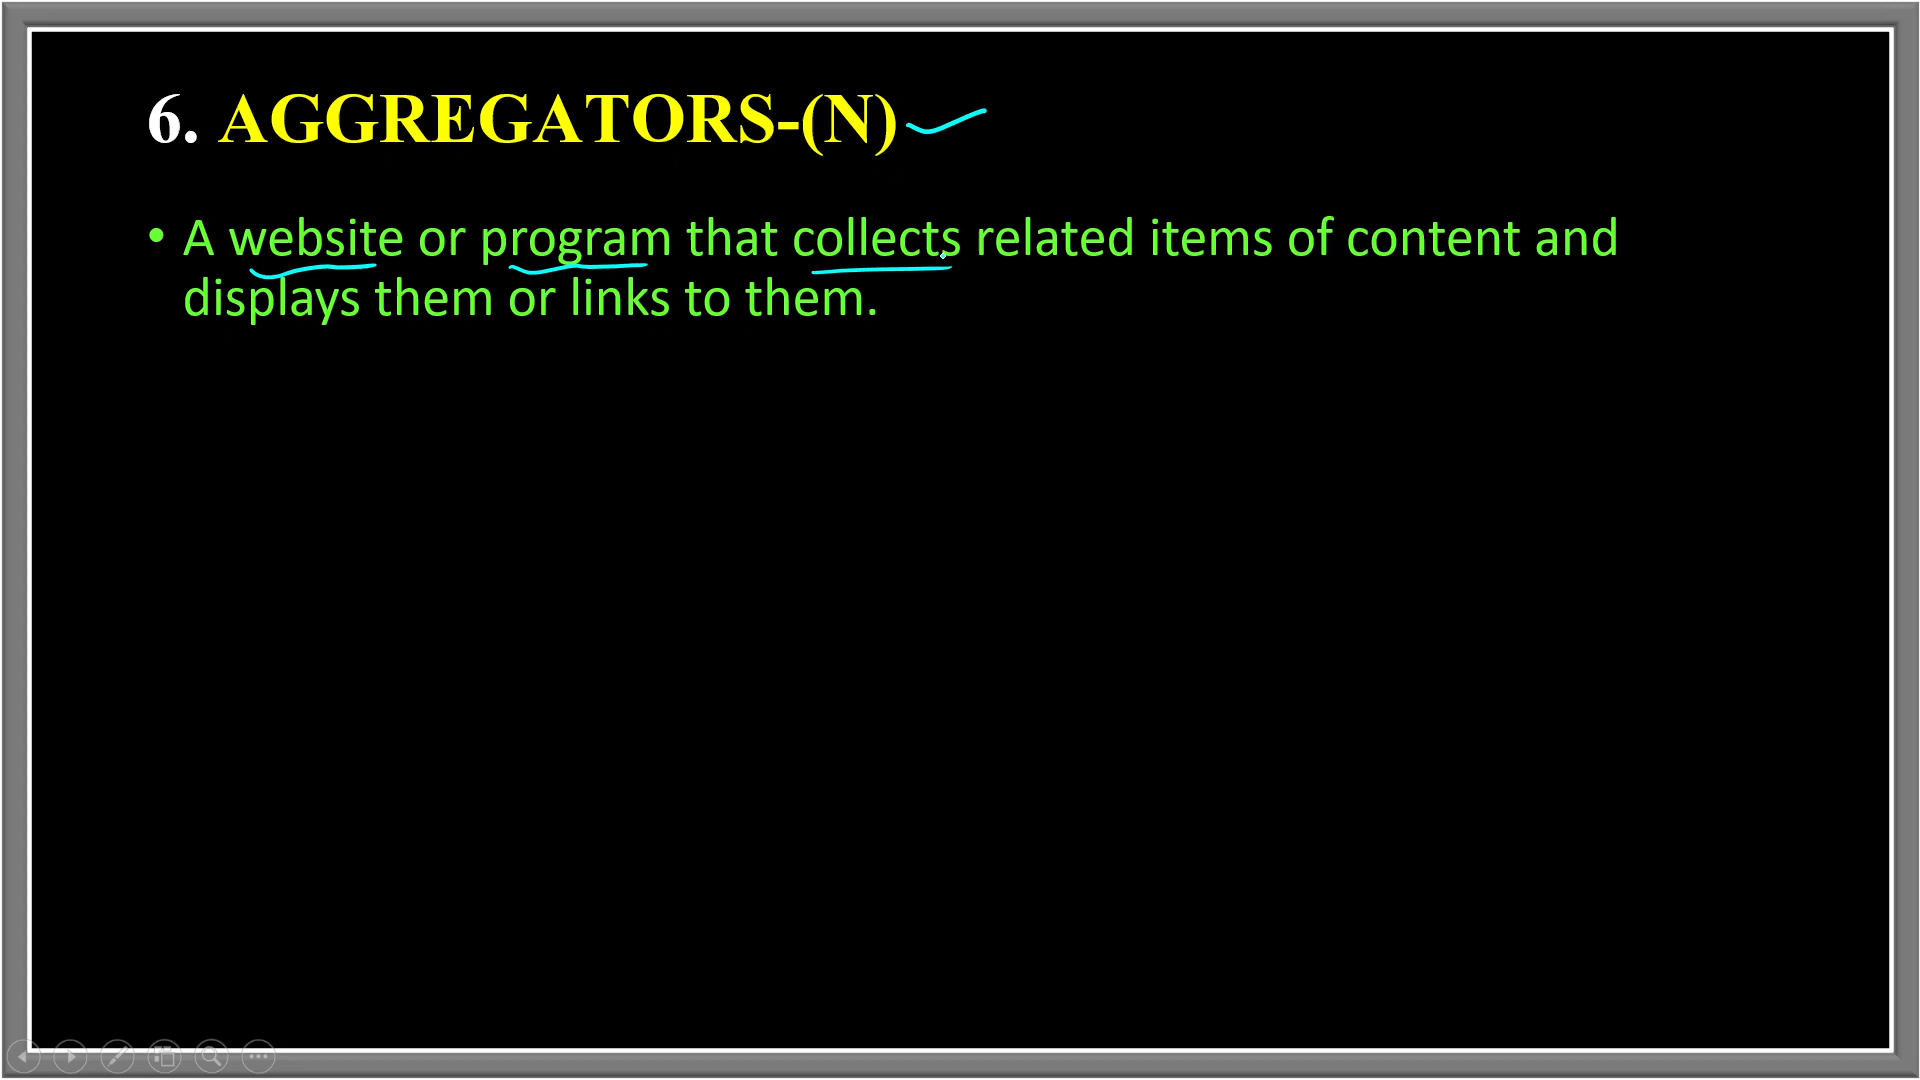 6. AGGREGATORS-(N)
• A website or program that collects related items of content and
displays them or links to them.